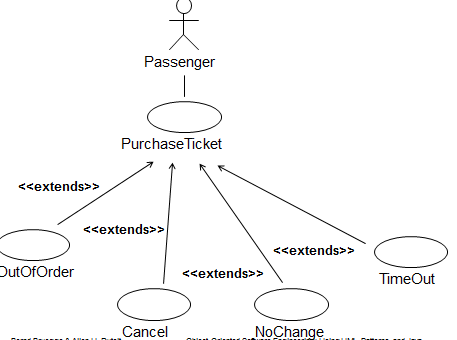 Passenger
PurchaseTicket
<<extends>>
<<extends>>
<<extends>>
<<extends>>
OutOfOrder
TimeOut
Cancel
NoChange